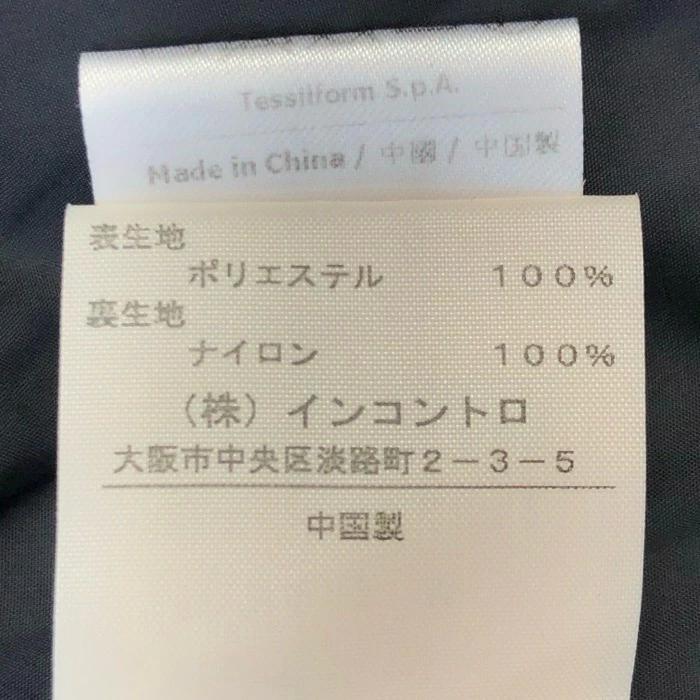 Tessilform S.p.A.
Made in China / 中國 / 中国製
表生地
ポリエステル 100%
裏生地
ナイロン 100%
(株)インコントロ
大阪市中央区淡路町2-3-5
中国製